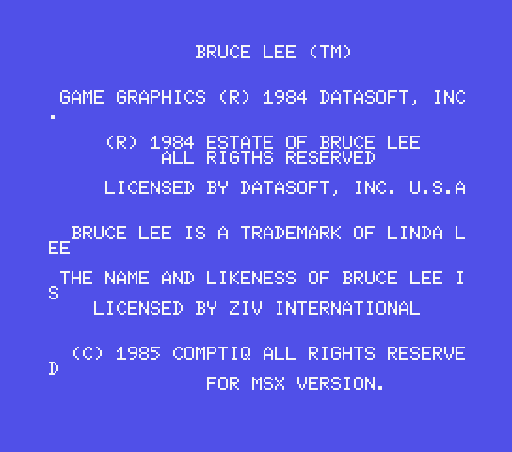 BRUCE LEE (TM)
GAME GRAPHICS (R) 1984 DATASOFT, INC
.
(R) 1984 ESTATE OF BRUCE LEE
ALL RIGTHS RESERVED
LICENSED BY DATASOFT, INC. U.S.A
BRUCE LEE IS A TRADEMARK OF LINDA L
EE
THE NAME AND LIKENESS OF BRUCE LEE I
S
LICENSED BY ZIV INTERNATIONAL
(C) 1985 COMPTIQ ALL RIGHTS RESERVE
D
FOR MSX VERSION.